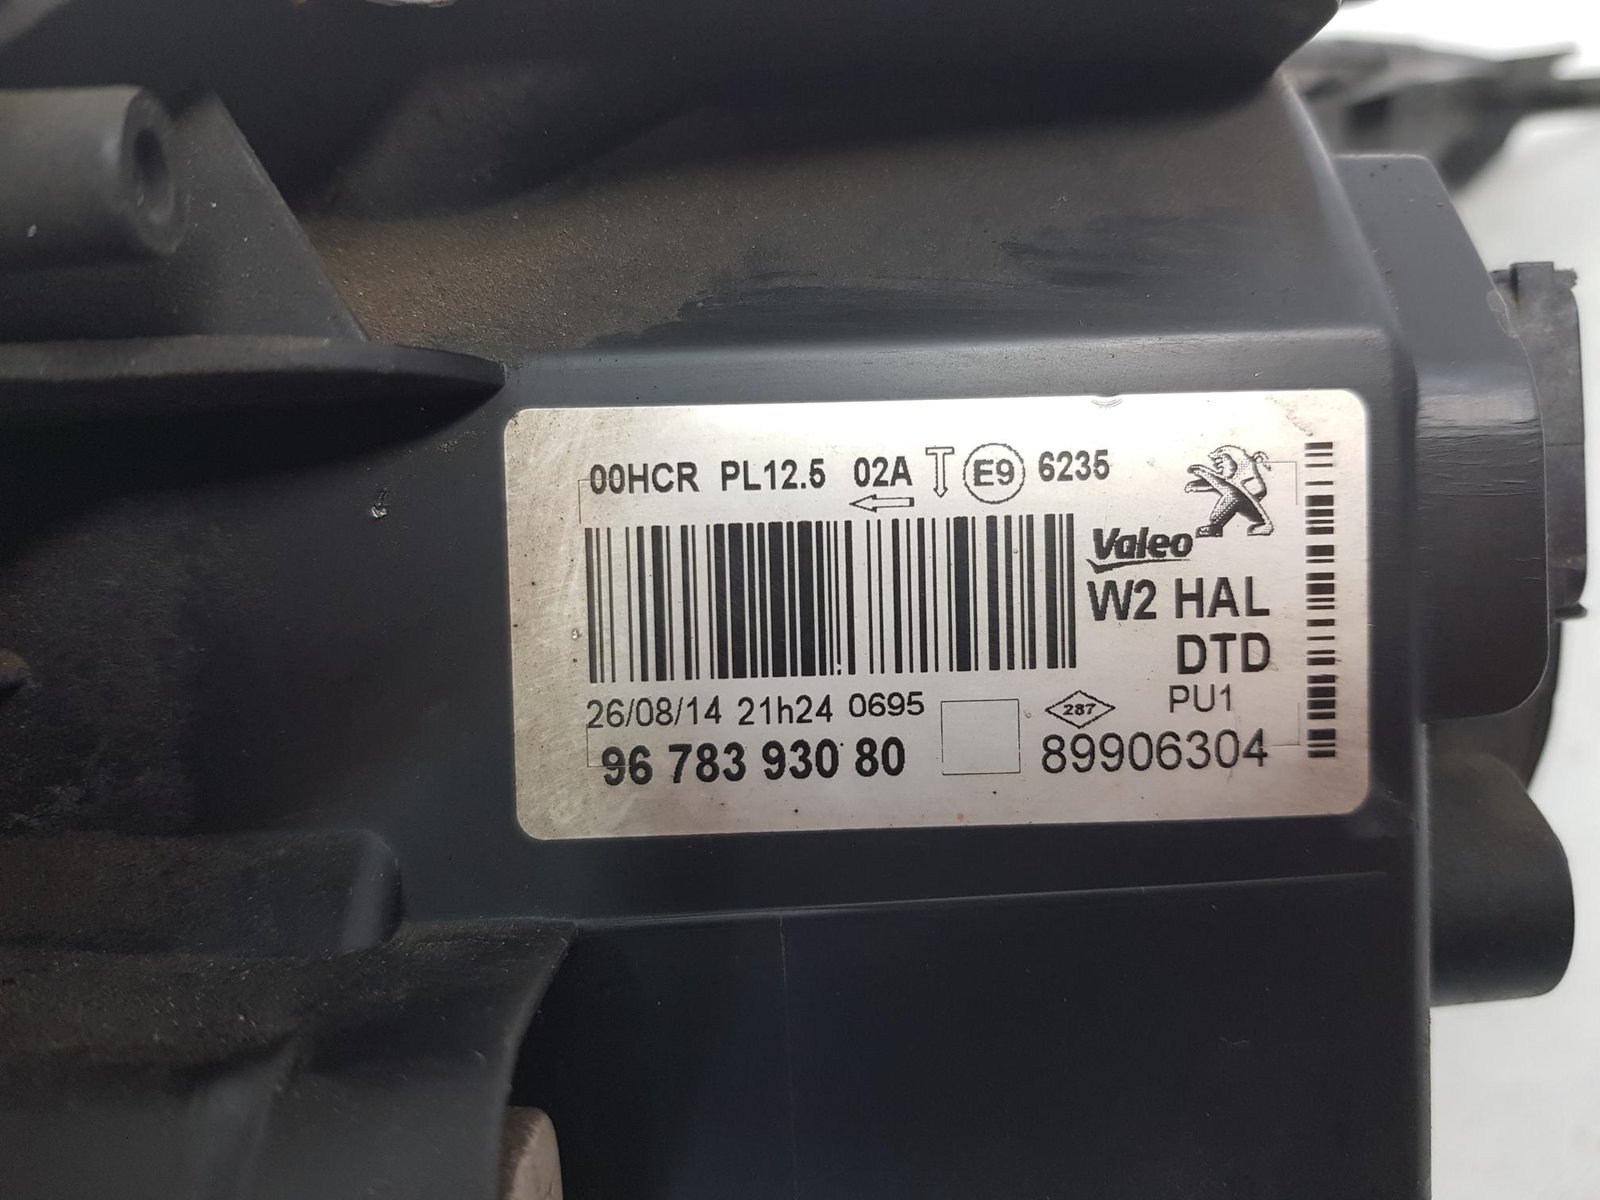 00HCR PL12.5 02A E9 6235
Valeo
W2 HAL
DTD
26/08/14 21h24 0695
287
PU1
96 783 930 80
89906304